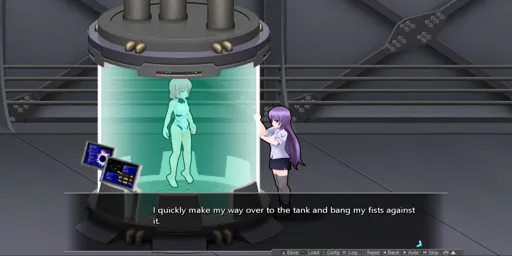 I quickly make my way over to the tank and bang my fists against
it.
Save Load Config Log Name Back Auto Skip